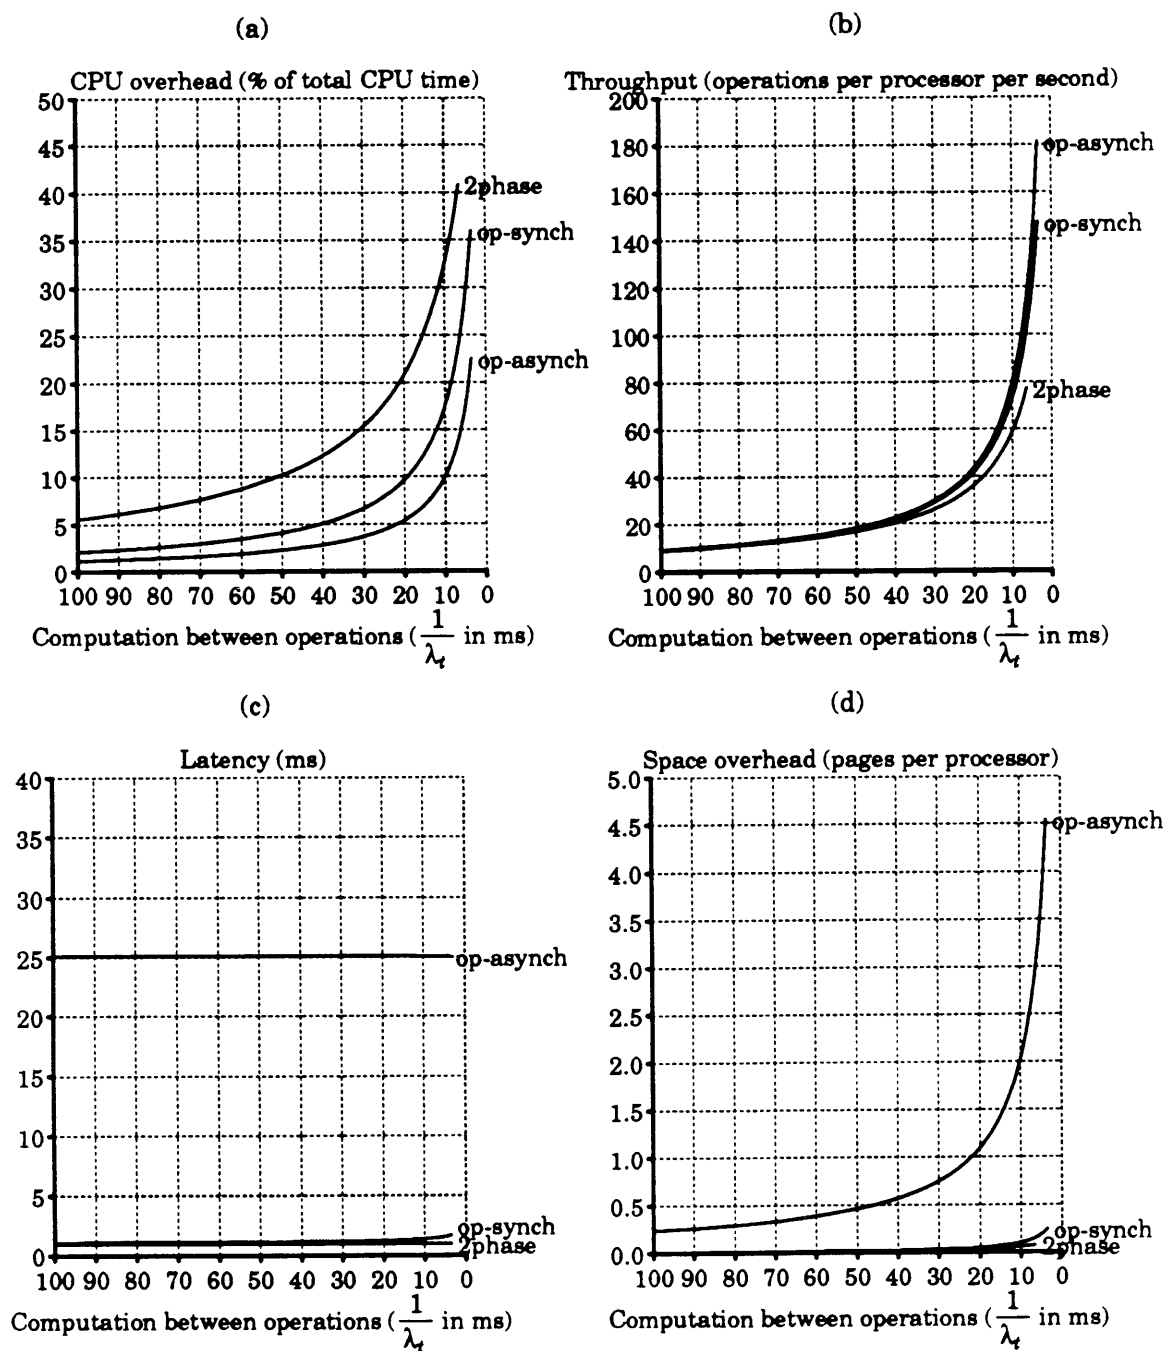 (a)
CPU overhead (% of total CPU time)
50
45
40
35
30
25
20
15
10
5
0
2phase
op-synch
op-asynch
100 90 80 70 60 50 40 30 20 10 0
Computation between operations (1/λt in ms)
(b)
Throughput (operations per processor per second)
200
180
160
140
120
100
80
60
40
20
0
op-asynch
op-synch
2phase
100 90 80 70 60 50 40 30 20 10 0
Computation between operations (1/λt in ms)
(c)
Latency (ms)
40
35
30
25
20
15
10
5
0
op-asynch
op-synch
2phase
100 90 80 70 60 50 40 30 20 10 0
Computation between operations (1/λt in ms)
(d)
Space overhead (pages per processor)
5.0
4.5
4.0
3.5
3.0
2.5
2.0
1.5
1.0
0.5
0.0
op-asynch
op-synch
2phase
100 90 80 70 60 50 40 30 20 10 0
Computation between operations (1/λt in ms)